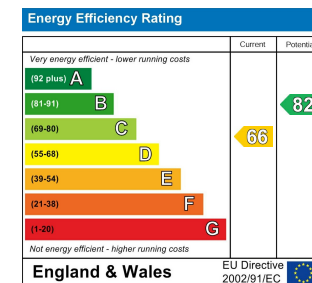 Energy Efficiency Rating
Current
Very energy efficient - lower running costs
(92 plus) A
(81-91) B
82
(69-80) C
66
(55-68) D
(39-54) E
(21-38) F
(1-20) G
Not energy efficient - higher running costs
England & Wales
EU Directive
2002/91/EC